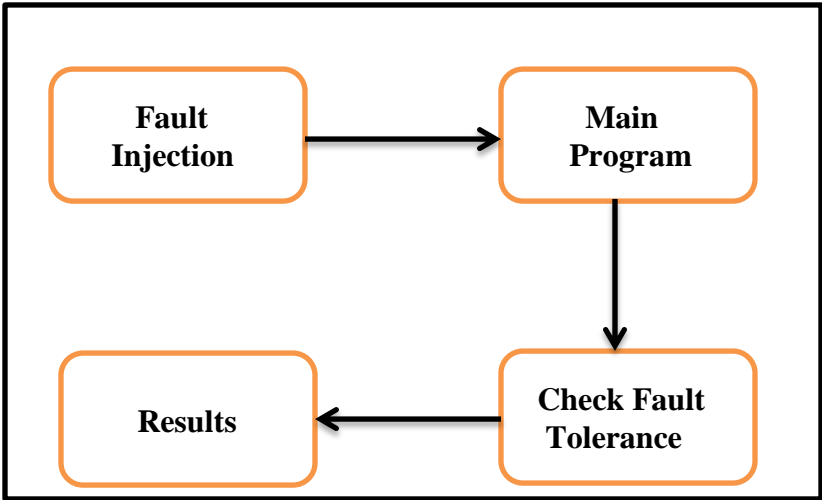 Fault
Injection
Main
Program
Results
Check Fault
Tolerance